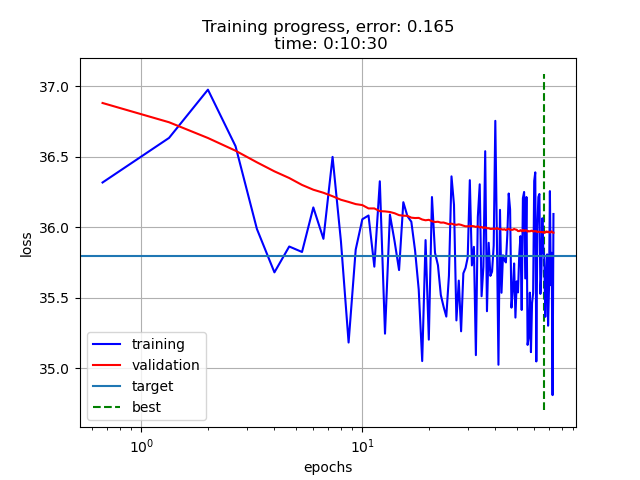 Training progress, error: 0.165
time: 0:10:30
37.0
36.5
36.0
35.5
35.0
loss
training
validation
target
best
10⁰
10¹
epochs